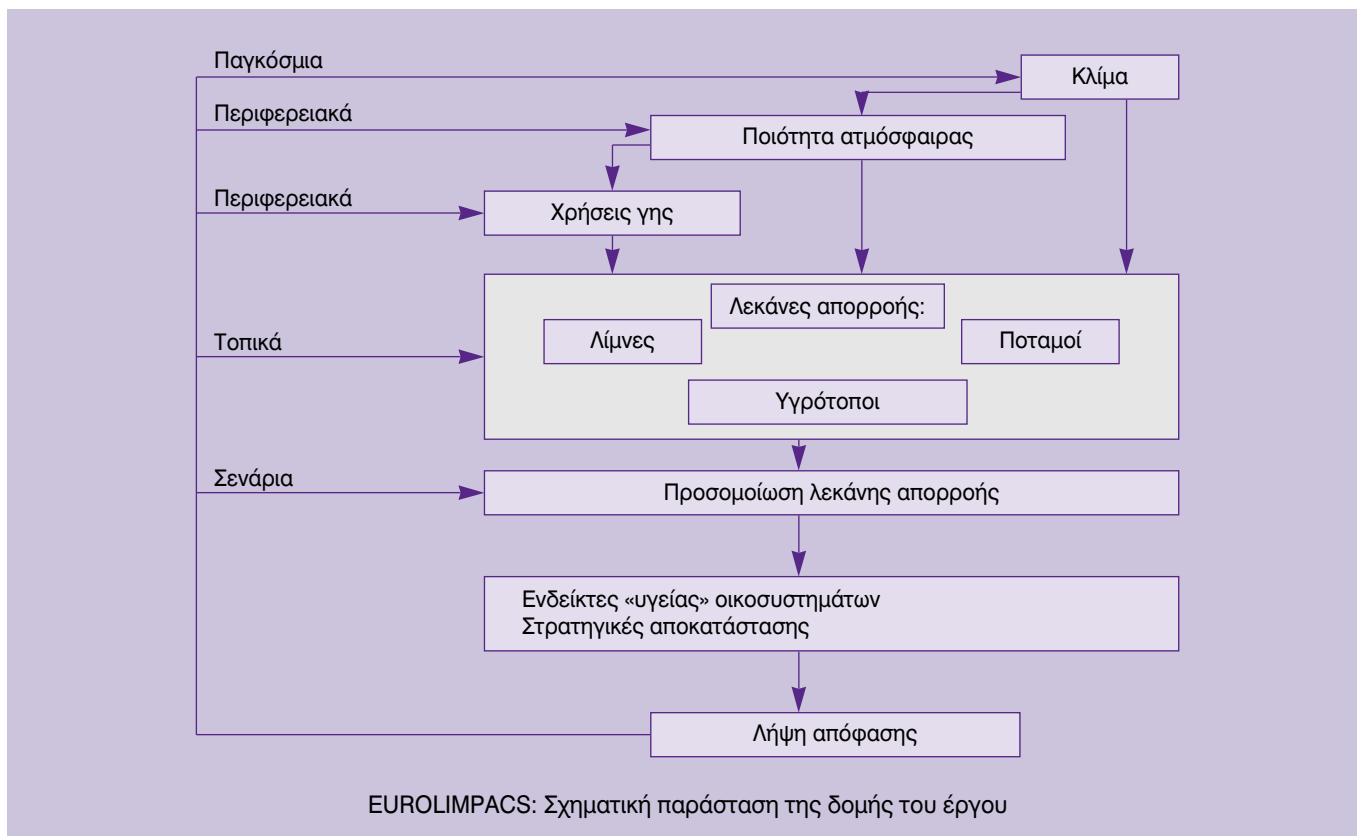 Παγκόσμια
Κλίμα
Περιφερειακά
Ποιότητα ατμόσφαιρας
Περιφερειακά
Χρήσεις γης
Λεκάνες απορροής:
Λίμνες
Ποταμοί
Τοπικά
Υγρότοποι
Σενάρια
Προσομοίωση λεκάνης απορροής
Ενδείκτες «υγείας» οικοσυστημάτων
Στρατηγικές αποκατάστασης
Λήψη απόφασης
EUROLIMPACS: Σχηματική παράσταση της δομής του έργου